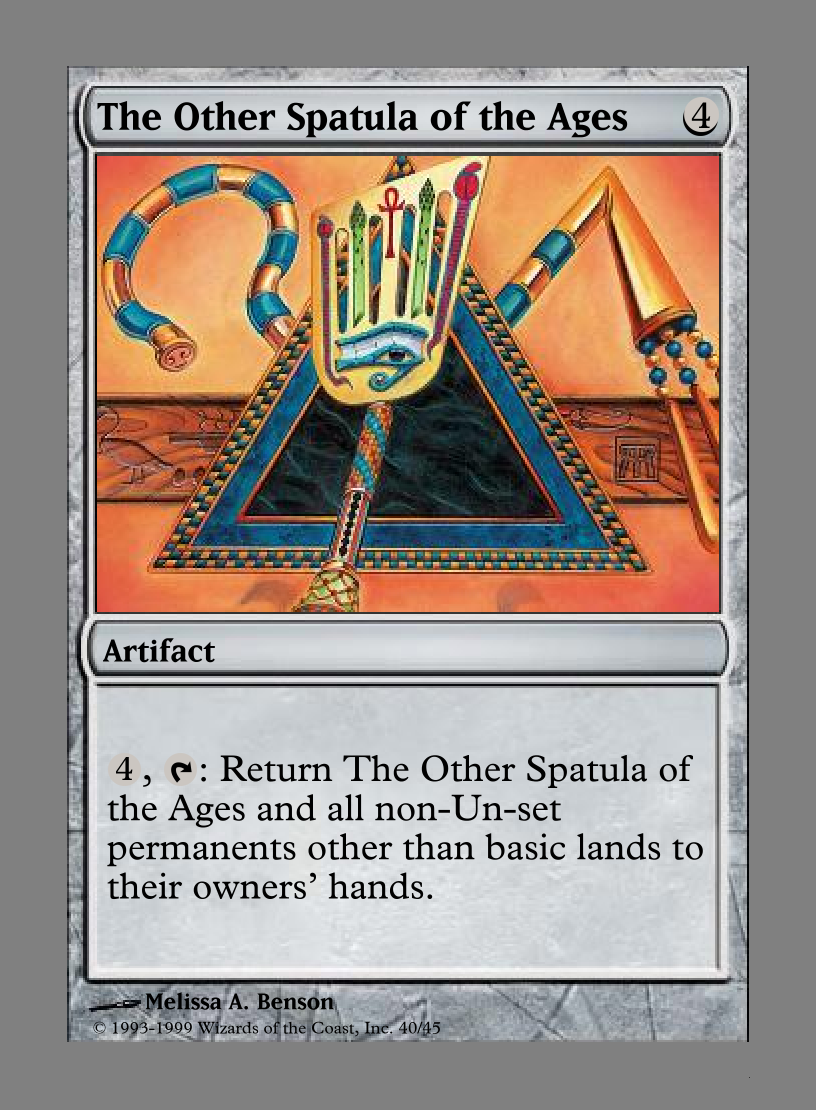 The Other Spatula of the Ages 4
Artifact
4, : Return The Other Spatula of
the Ages and all non-Un-set
permanents other than basic lands to
their owners’ hands.
Melissa A. Benson
© 1993-1999 Wizards of the Coast, Inc. 40/45